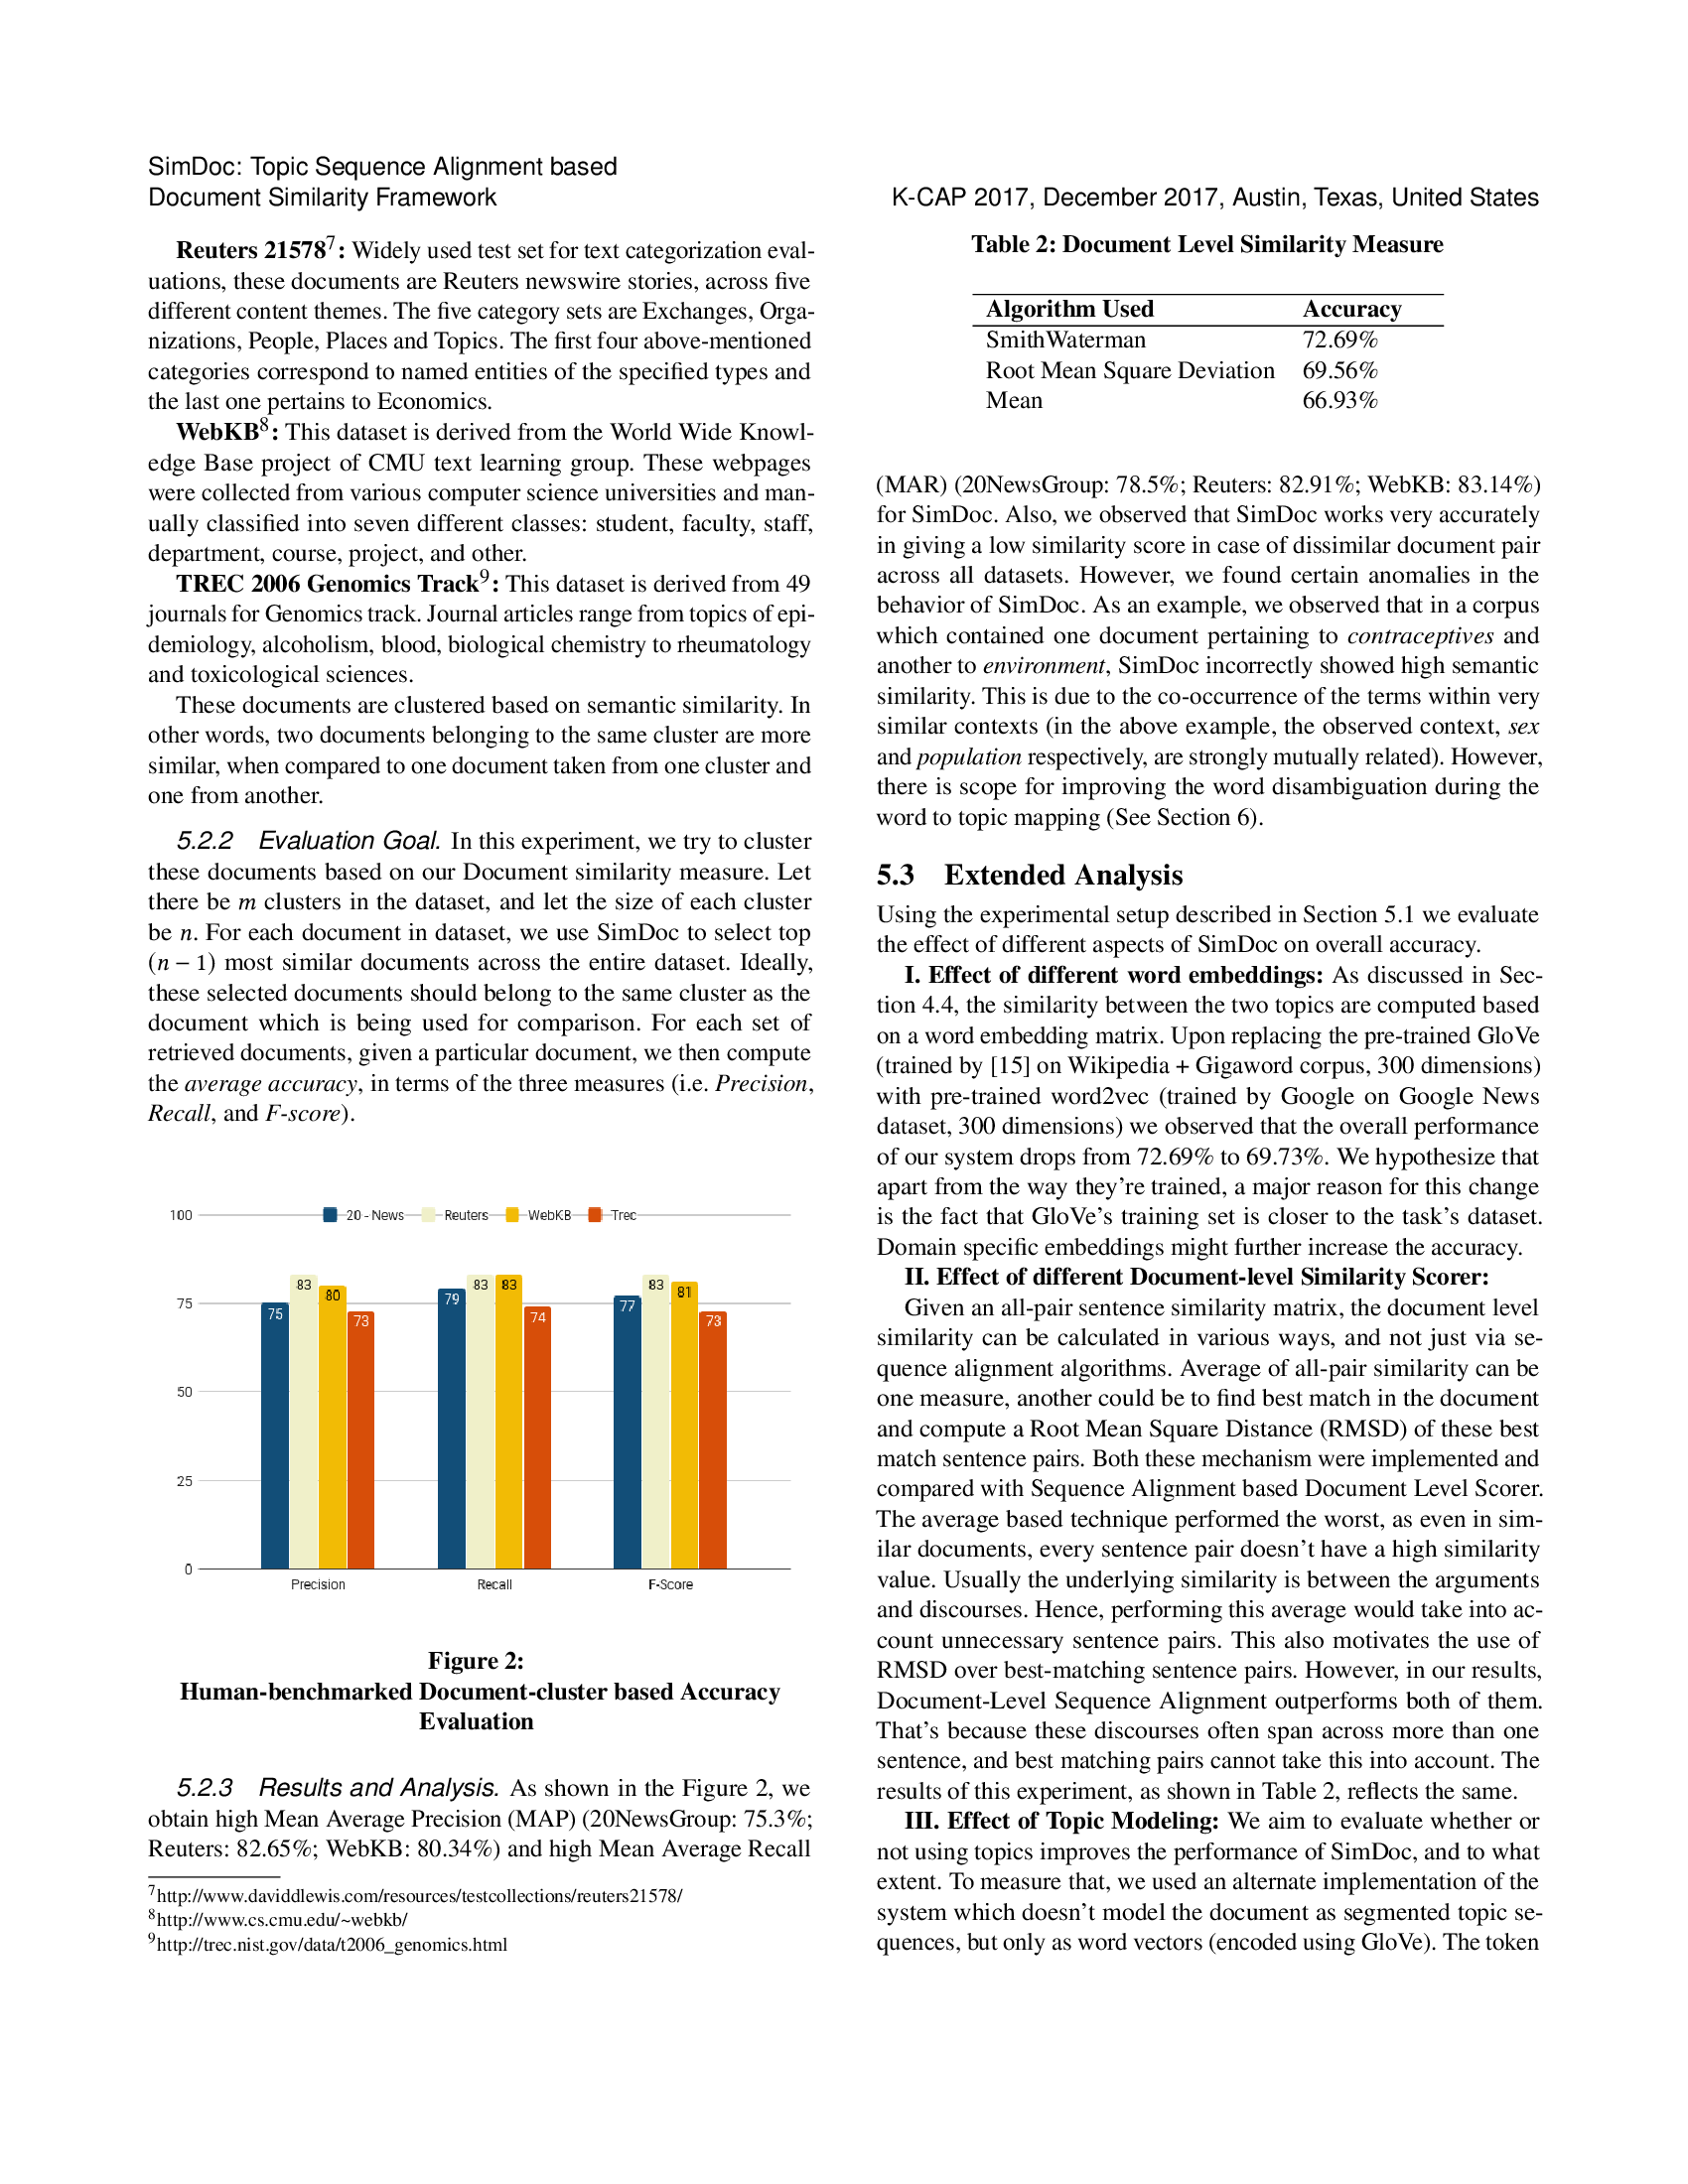 SimDoc: Topic Sequence Alignment based
Document Similarity Framework
K-CAP 2017, December 2017, Austin, Texas, United States
Reuters 21578⁷: Widely used test set for text categorization eval-
uations, these documents are Reuters newswire stories, across five
different content themes. The five category sets are Exchanges, Orga-
nizations, People, Places and Topics. The first four above-mentioned
categories correspond to named entities of the specified types and
the last one pertains to Economics.
WebKB⁸: This dataset is derived from the World Wide Knowl-
edge Base project of CMU text learning group. These webpages
were collected from various computer science universities and man-
ually classified into seven different classes: student, faculty, staff,
department, course, project, and other.
TREC 2006 Genomics Track⁹: This dataset is derived from 49
journals for Genomics track. Journal articles range from topics of epi-
demiology, alcoholism, blood, biological chemistry to rheumatology
and toxicological sciences.
These documents are clustered based on semantic similarity. In
other words, two documents belonging to the same cluster are more
similar, when compared to one document taken from one cluster and
one from another.
5.2.2 Evaluation Goal. In this experiment, we try to cluster
these documents based on our Document similarity measure. Let
there be m clusters in the dataset, and let the size of each cluster
be n. For each document in dataset, we use SimDoc to select top
(n − 1) most similar documents across the entire dataset. Ideally,
these selected documents should belong to the same cluster as the
document which is being used for comparison. For each set of
retrieved documents, given a particular document, we then compute
the average accuracy, in terms of the three measures (i.e. Precision,
Recall, and F-score).
100 20 - News Reuters WebKB Trec
75 83 80 73 79 83 83 74 77 83 81 73
75
50
25
0
Precision Recall F-Score
Figure 2:
Human-benchmarked Document-cluster based Accuracy
Evaluation
5.2.3 Results and Analysis. As shown in the Figure 2, we
obtain high Mean Average Precision (MAP) (20NewsGroup: 75.3%;
Reuters: 82.65%; WebKB: 80.34%) and high Mean Average Recall
⁷http://www.daviddlewis.com/resources/testcollections/reuters21578/
⁸http://www.cs.cmu.edu/~webkb/
⁹http://trec.nist.gov/data/t2006_genomics.html
Table 2: Document Level Similarity Measure
Algorithm Used Accuracy
SmithWaterman 72.69%
Root Mean Square Deviation 69.56%
Mean 66.93%
(MAR) (20NewsGroup: 78.5%; Reuters: 82.91%; WebKB: 83.14%)
for SimDoc. Also, we observed that SimDoc works very accurately
in giving a low similarity score in case of dissimilar document pair
across all datasets. However, we found certain anomalies in the
behavior of SimDoc. As an example, we observed that in a corpus
which contained one document pertaining to contraceptives and
another to environment, SimDoc incorrectly showed high semantic
similarity. This is due to the co-occurrence of the terms within very
similar contexts (in the above example, the observed context, sex
and population respectively, are strongly mutually related). However,
there is scope for improving the word disambiguation during the
word to topic mapping (See Section 6).
5.3 Extended Analysis
Using the experimental setup described in Section 5.1 we evaluate
the effect of different aspects of SimDoc on overall accuracy.
I. Effect of different word embeddings: As discussed in Sec-
tion 4.4, the similarity between the two topics are computed based
on a word embedding matrix. Upon replacing the pre-trained GloVe
(trained by [15] on Wikipedia + Gigaword corpus, 300 dimensions)
with pre-trained word2vec (trained by Google on Google News
dataset, 300 dimensions) we observed that the overall performance
of our system drops from 72.69% to 69.73%. We hypothesize that
apart from the way they're trained, a major reason for this change
is the fact that GloVe's training set is closer to the task's dataset.
Domain specific embeddings might further increase the accuracy.
II. Effect of different Document-level Similarity Scorer:
Given an all-pair sentence similarity matrix, the document level
similarity can be calculated in various ways, and not just via se-
quence alignment algorithms. Average of all-pair similarity can be
one measure, another could be to find best match in the document
and compute a Root Mean Square Distance (RMSD) of these best
match sentence pairs. Both these mechanism were implemented and
compared with Sequence Alignment based Document Level Scorer.
The average based technique performed the worst, as even in sim-
ilar documents, every sentence pair doesn't have a high similarity
value. Usually the underlying similarity is between the arguments
and discourses. Hence, performing this average would take into ac-
count unnecessary sentence pairs. This also motivates the use of
RMSD over best-matching sentence pairs. However, in our results,
Document-Level Sequence Alignment outperforms both of them.
That's because these discourses often span across more than one
sentence, and best matching pairs cannot take this into account. The
results of this experiment, as shown in Table 2, reflects the same.
III. Effect of Topic Modeling: We aim to evaluate whether or
not using topics improves the performance of SimDoc, and to what
extent. To measure that, we used an alternate implementation of the
system which doesn't model the document as segmented topic se-
quences, but only as word vectors (encoded using GloVe). The token